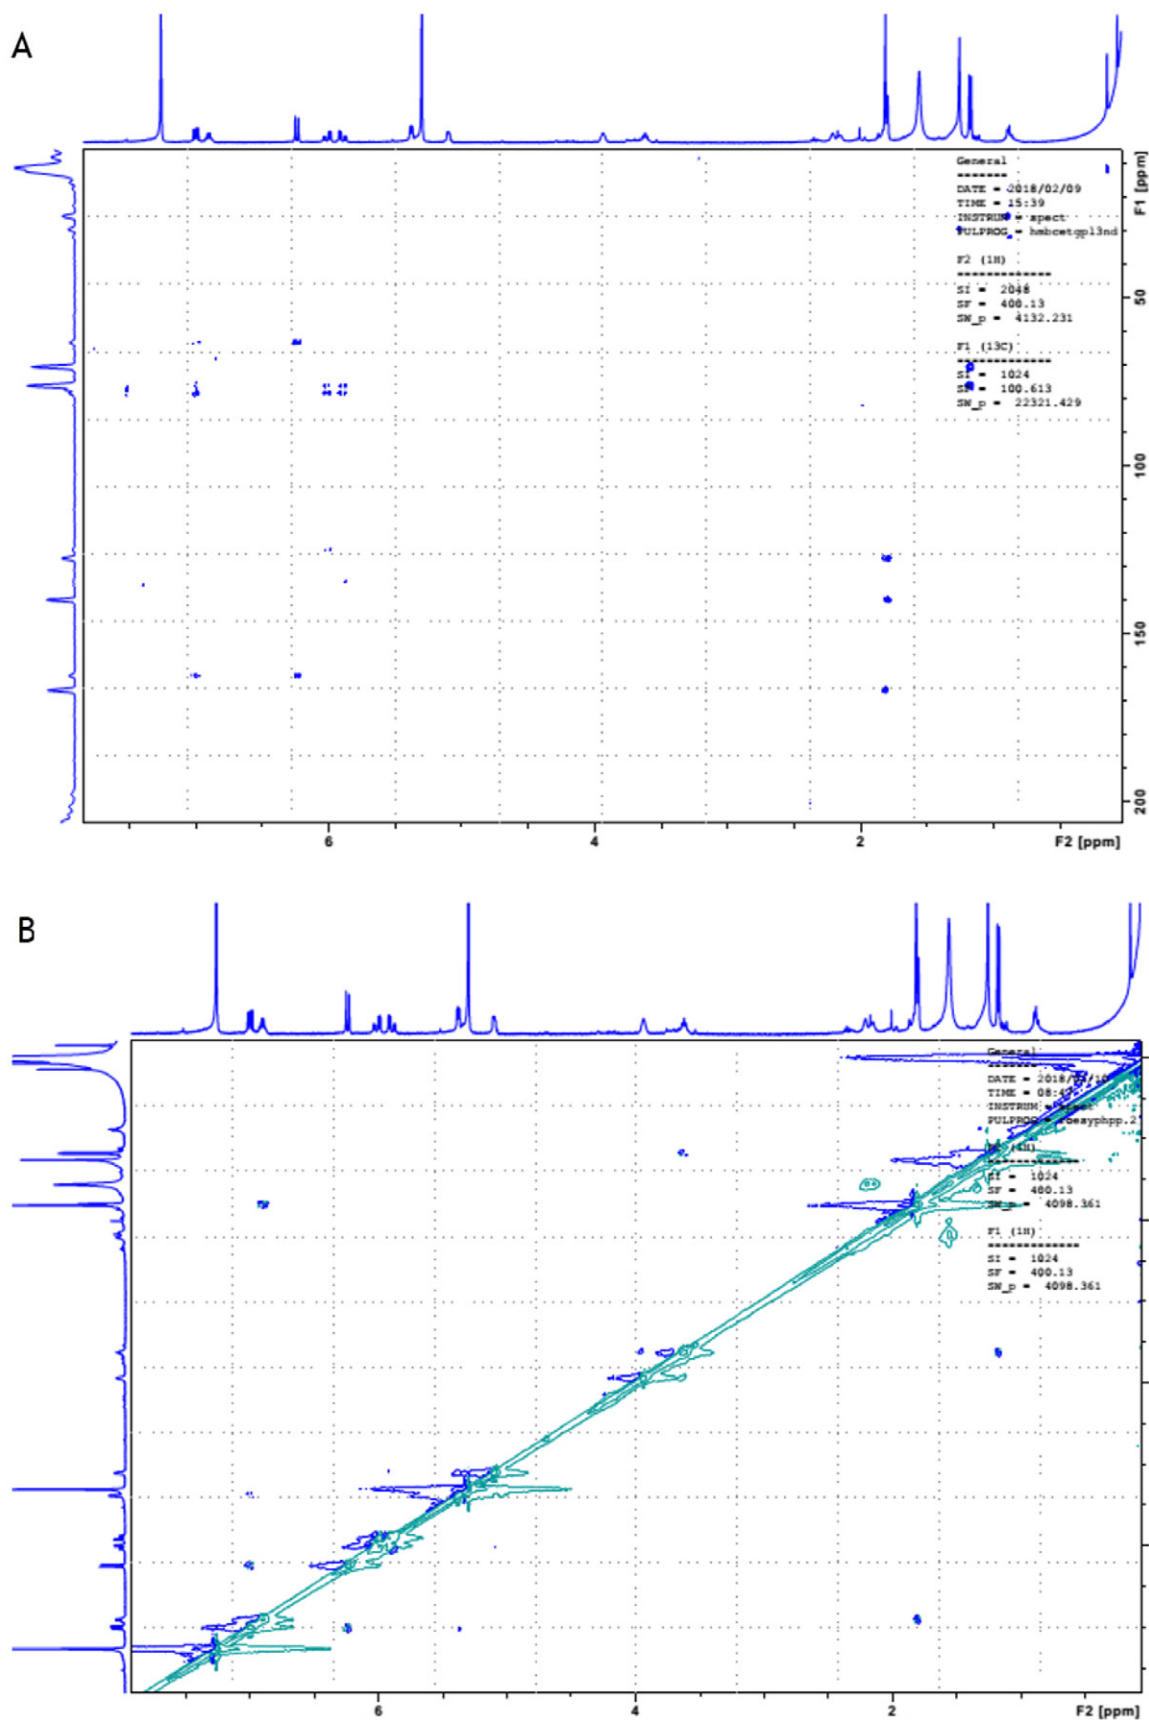 A
General
-------
DATE = 2018/02/09
TIME = 15:39
INSTRUM = spect
PULPROG = hmbcetgpl3nd
F2 (1H)
-------------
SI = 2048
SF = 400.13
SW_p = 4132.231
F1 (13C)
-------------
SI = 1024
SF = 100.613
SW_p = 22321.429
F1 [ppm]
50
100
150
200
6
4
2
F2 [ppm]
B
General
-------
TIME = 08:4
INSTRUM = spect
SI = 1024
SF = 400.13
SW_p = 4098.361
F1 (1H)
-------------
SI = 1024
SF = 400.13
SW_p = 4098.361
6
4
2
F2 [ppm]